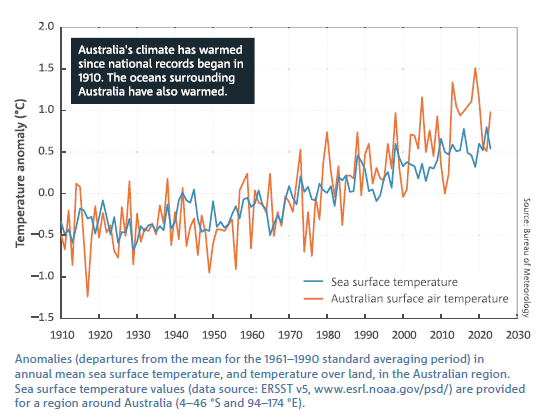 2.0
1.5
1.0
0.5
0.0
−0.5
−1.0
−1.5
Temperature anomaly (°C)
Australia's climate has warmed
since national records began in
1910. The oceans surrounding
Australia have also warmed.
Sea surface temperature
Australian surface air temperature
1910 1920 1930 1940 1950 1960 1970 1980 1990 2000 2010 2020 2030
Source: Bureau of Meteorology
Anomalies (departures from the mean for the 1961–1990 standard averaging period) in
annual mean sea surface temperature, and temperature over land, in the Australian region.
Sea surface temperature values (data source: ERSST v5, www.esrl.noaa.gov/psd/) are provided
for a region around Australia (4–46 °S and 94–174 °E).